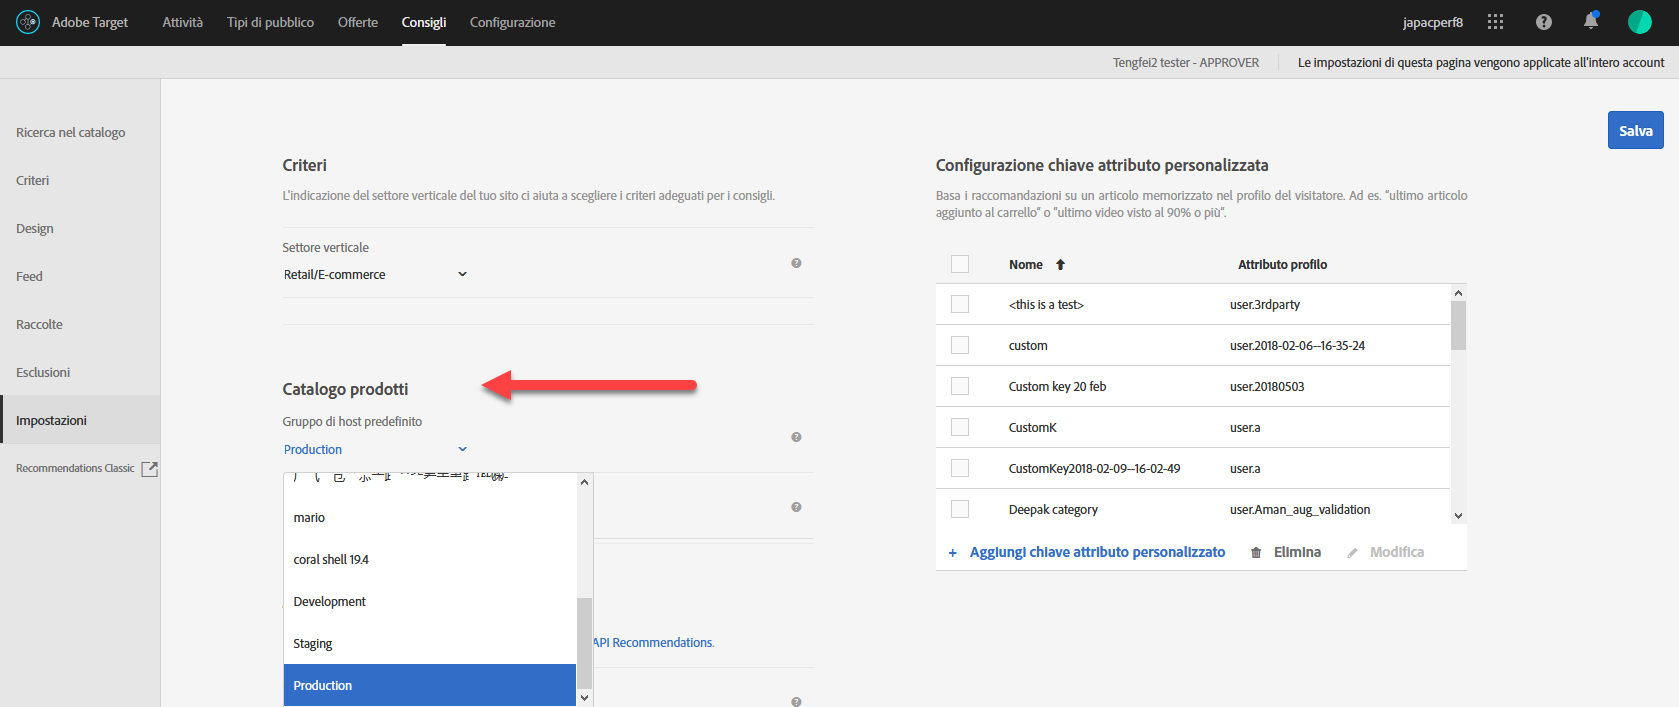 Adobe Target
Attività
Tipi di pubblico
Offerte
Consigli
Configurazione
japacperf8
Tengfei2 tester - APPROVER
Le impostazioni di questa pagina vengono applicate all'intero account
Ricerca nel catalogo
Criteri
Design
Feed
Raccolte
Esclusioni
Impostazioni
Recommendations Classic
Salva
Criteri
L'indicazione del settore verticale del tuo sito ci aiuta a scegliere i criteri adeguati per i consigli.
Settore verticale
Retail/E-commerce
Catalogo prodotti
Gruppo di host predefinito
Production
mario
coral shell 19.4
Development
Staging
Production
API Recommendations.
Configurazione chiave attributo personalizzata
Basa i raccomandazioni su un articolo memorizzato nel profilo del visitatore. Ad es. "ultimo articolo
aggiunto al carrello" o "ultimo video visto al 90% o più".
Nome
Attributo profilo
<this is a test>
user.3rdparty
custom
user.2018-02-06--16-35-24
Custom key 20 feb
user.20180503
CustomK
user.a
CustomKey2018-02-09--16-02-49
user.a
Deepak category
user.Aman_aug_validation
+ Aggiungi chiave attributo personalizzato
Elimina
Modifica